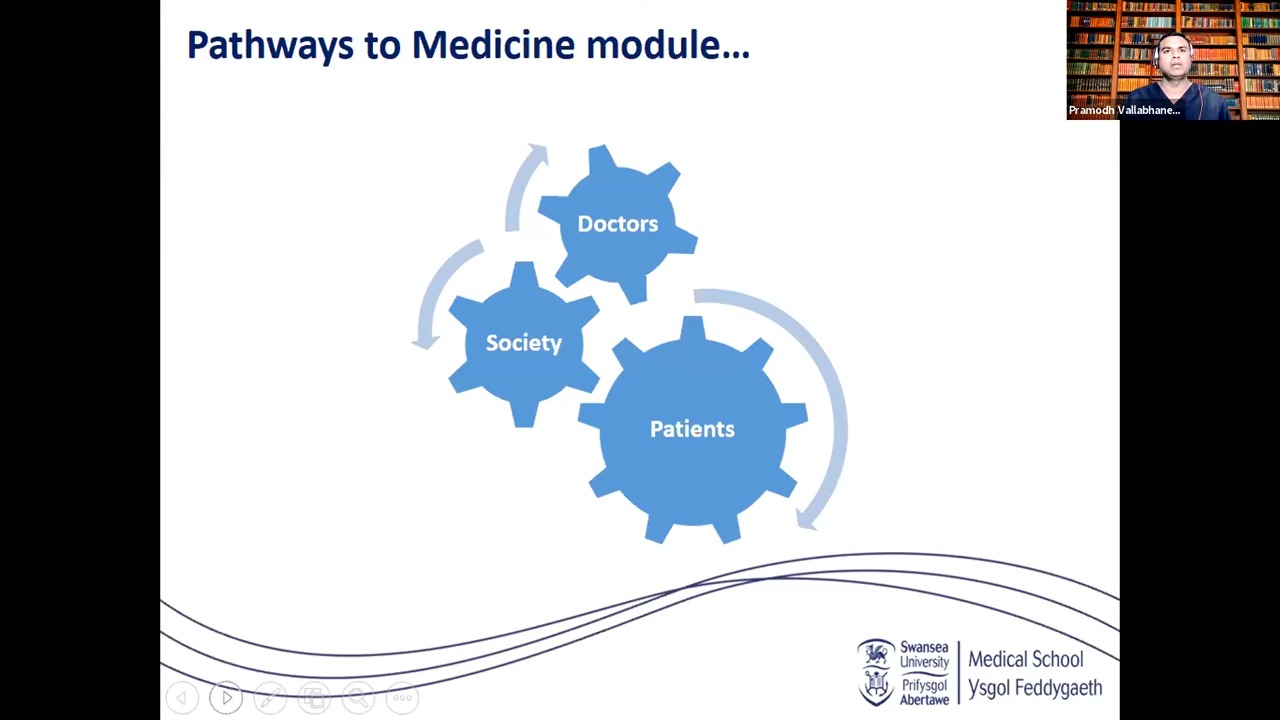 Pathways to Medicine module...
Pramodh Vallabhane...
Doctors
Society
Patients
Swansea
University
Prifysgol
Abertawe
Medical School
Ysgol Feddygaeth